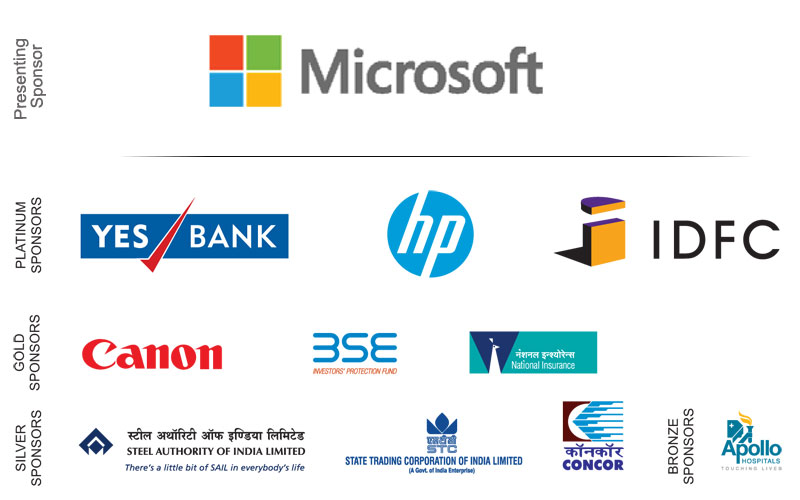 Presenting
Sponsor
Microsoft
PLATINUM
SPONSORS
YES BANK
hp
IDFC
GOLD
SPONSORS
Canon
BSE
INVESTORS' PROTECTION FUND
नेशनल इन्श्योरेन्स
National Insurance
SILVER
SPONSORS
स्टील अथॉरिटी ऑफ इण्डिया लिमिटेड
STEEL AUTHORITY OF INDIA LIMITED
There's a little bit of SAIL in everybody's life
एसटीसी
STC
STATE TRADING CORPORATION OF INDIA LIMITED
(A Govt. of India Enterprise)
कॉनकॉर
CONCOR
BRONZE
SPONSORS
Apollo
HOSPITALS
TOUCHING LIVES